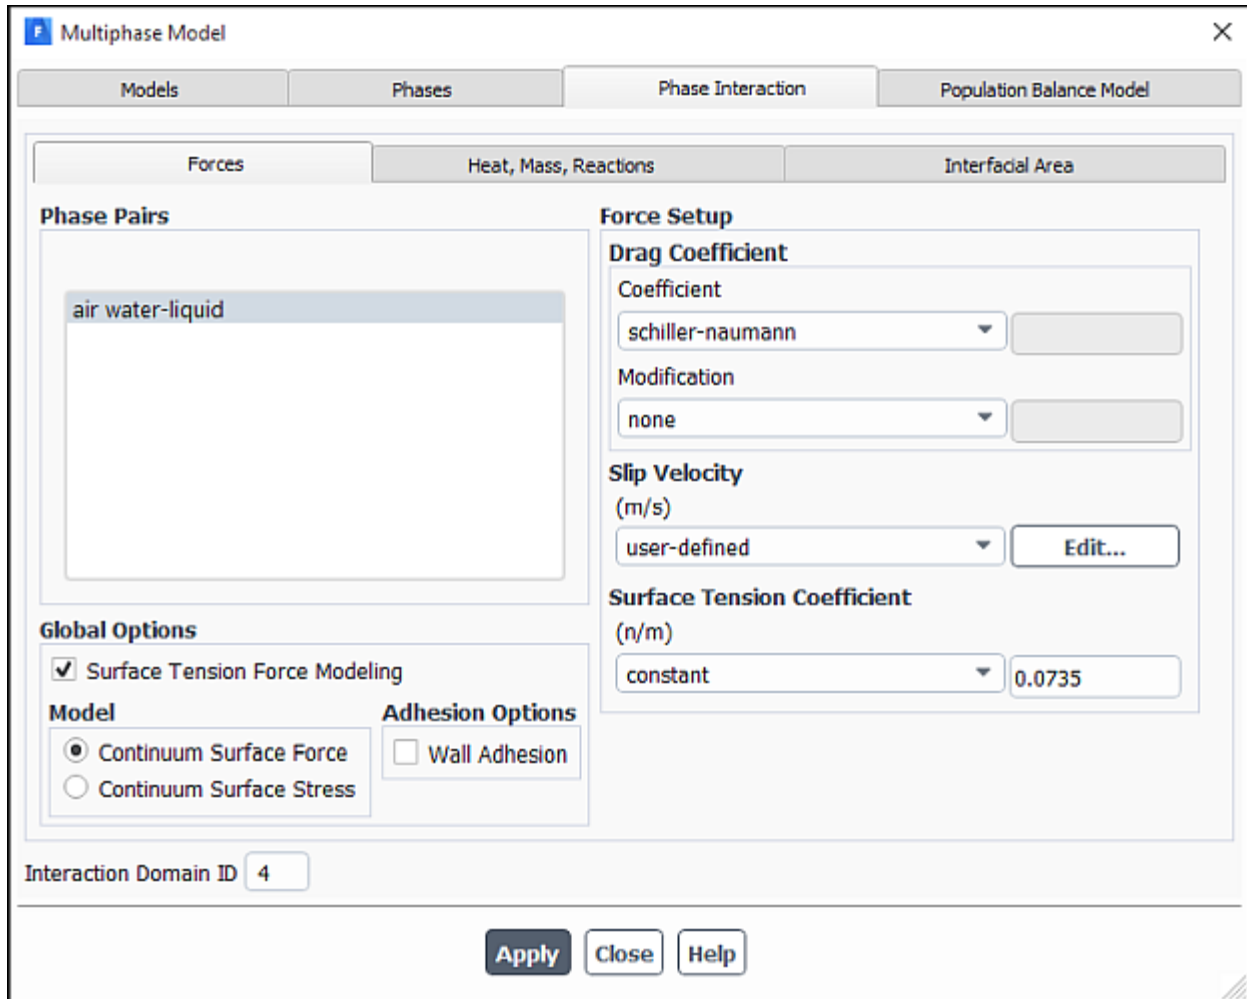 F Multiphase Model
Models Phases Phase Interaction Population Balance Model
Forces Heat, Mass, Reactions Interfacial Area
Phase Pairs
air water-liquid
Global Options
Surface Tension Force Modeling
Model
Continuum Surface Force
Continuum Surface Stress
Adhesion Options
Wall Adhesion
Force Setup
Drag Coefficient
Coefficient
schiller-naumann
Modification
none
Slip Velocity
(m/s)
user-defined Edit...
Surface Tension Coefficient
(n/m)
constant 0.0735
Interaction Domain ID 4
Apply Close Help